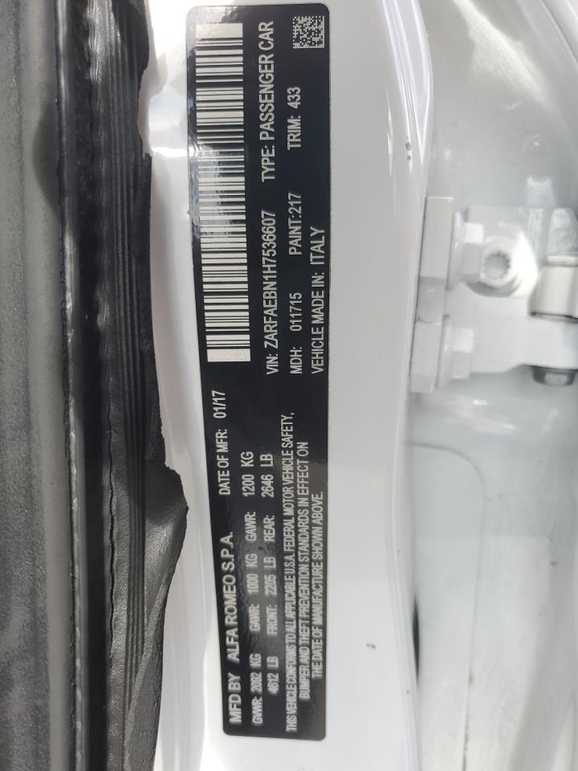 MFD BY ALFA ROMEO S.P.A. DATE OF MFR: 01/17
GVWR: 2092 KG GAWR: 1000 KG GAWR: 1200 KG
4612 LB FRONT: 2205 LB REAR: 2646 LB
THIS VEHICLE CONFORMS TO ALL APPLICABLE U.S.A. FEDERAL MOTOR VEHICLE SAFETY,
BUMPER AND THEFT PREVENTION STANDARDS IN EFFECT ON
THE DATE OF MANUFACTURE SHOWN ABOVE.
VIN: ZARFAEBN1H7536607 TYPE: PASSENGER CAR
MDH: 011715 PAINT:217 TRIM: 433
VEHICLE MADE IN: ITALY